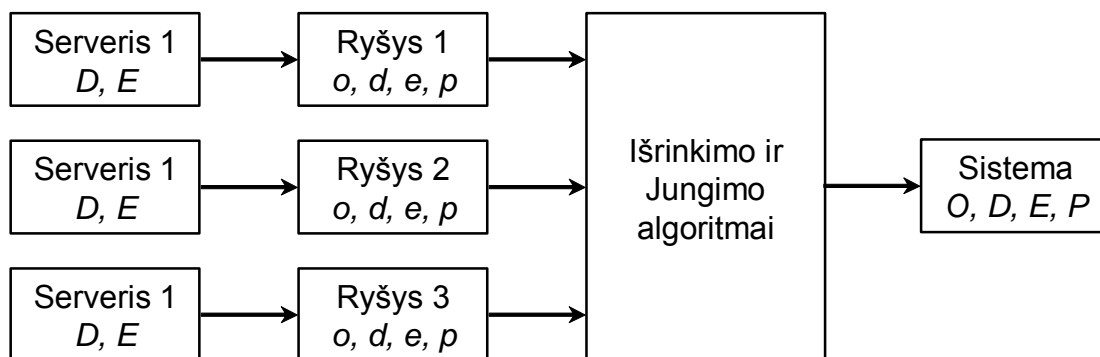 Serveris 1
D, E
Ryšys 1
o, d, e, p
Serveris 1
D, E
Ryšys 2
o, d, e, p
Serveris 1
D, E
Ryšys 3
o, d, e, p
Išrinkimo ir
Jungimo
algoritmai
Sistema
O, D, E, P